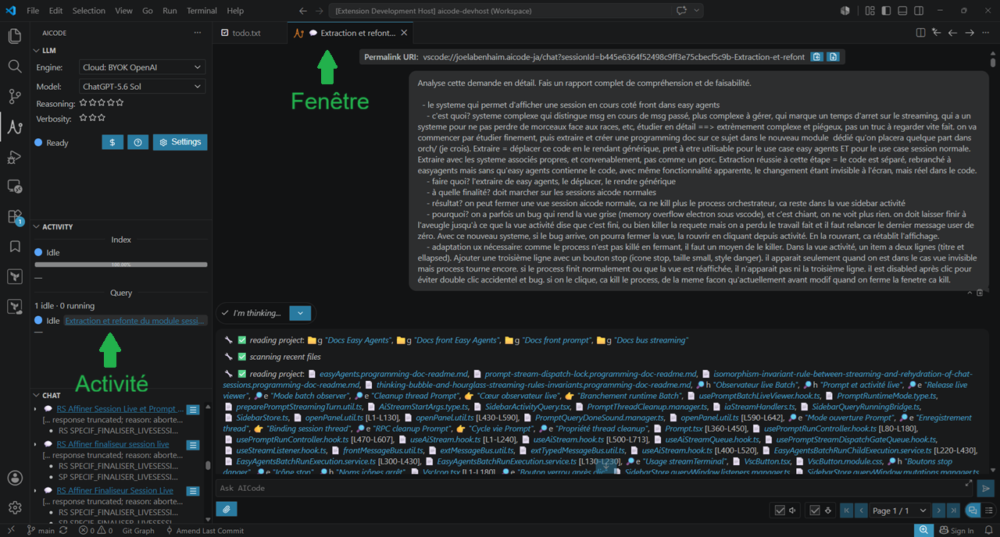 File Edit Selection View Go Run Terminal Help
[Extension Development Host] aicode-devhost (Workspace)
AICODE
todo.txt
Extraction et refont...
LLM
Engine: Cloud: BYOK OpenAI
Model: ChatGPT-5.6 Sol
Reasoning:
Verbosity:
Ready
$
Settings
ACTIVITY
Index
Idle
100.00%
Query
1 idle · 0 running
Idle Extraction et refonte du module sessi...
Activité
CHAT
RS Affiner Session Live et Prompt ...
[... response truncated; reason: aborte...
RS SPECIF_FINALISER_LIVESESSI...
RS Affiner finaliseur session live
[... response truncated; reason: aborte...
RS SPECIF_FINALISER_LIVESESSI...
SP SPECIF_FINALISER_LIVESESSI...
RS Affiner Finaliseur Session Live
[... response truncated; reason: aborte...
RS SPECIF_FINALISER_LIVESESSI...
Fenêtre
Permalink URI: vscode://joelabenhaim.aicode-ja/chat?sessionId=b445e6364f52498c9ff3e75cbecf5c9b-Extraction-et-refont
Analyse cette demande en détail. Fais un rapport complet de compréhension et de faisabilité.
- le systeme qui permet d'afficher une session en cours coté front dans easy agents
- c'est quoi? systeme complexe qui distingue msg en cours de msg passé, plus complexe à gérer, qui marque un temps d'arret sur le streaming, qui a un
systeme pour ne pas perdre de morceaux face aux races, etc, étudier en détail ==> extrèmement complexe et piégeux, pas un truc à regarder vite fait. on va
commencer par étudier finement, puis extraire et créer une programming doc sur ce sujet dans le nouveau module  dédié qu'on placera quelque part dans
orch/ (je crois). Extraire = déplacer ce code en le rendant générique, pret à etre utilisable pour le use case easy agents ET pour le use case session normale.
Extraire avec les systeme associés propres, et convenablement, pas comme un porc. Extraction réussie à cette étape = le code est séparé, rebranché à
easyagents mais sans qu'easy agents contienne le code, avec même fonctionnalité apparente, le changement étant invisible à l'écran, mais réel dans le code.
- faire quoi? l'extraire de easy agents, le déplacer, le rendre générique
- à quelle finalité? doit marcher sur les sessions aicode normales
- résultat? on peut fermer une vue session aicode normale, ca ne kill plus le process orchestrateur, ca reste dans la vue sidebar activité
- pourquoi? on a parfois un bug qui rend la vue grise (memory overflow electron sous vscode), et c'est chiant, on ne voit plus rien. on doit laisser finir à
l'aveugle jusqu'à ce que la vue activité dise que c'est fini, ou bien killer la requete mais on a perdu le travail fait et il faut relancer le dernier message user de
zéro. Avec ce nouveau systeme, si le bug arrive, on pourra fermer la vue, la rouvrir en cliquant depuis activité. En la rouvrant, ca rétablit l'affichage.
- adaptation ux nécessaire: comme le process n'est pas killé en fermant, il faut un moyen de le killer. Dans la vue activité, un item a deux lignes (titre et
ellapsed). Ajouter une troisième ligne avec un bouton stop (icone stop, taille small, style danger). il apparait seulement quand on est dans le cas vue invisible
mais process tourne encore. si le process finit normalement ou que la vue est réaffichée, il n'apparait pas ni la troisième ligne. il est disabled après clic pour
éviter double clic accidentel et bug. si on le clique, ca kill le process, de la meme facon qu'actuellement avant modif quand on ferme la fenetre ca kill.
I'm thinking...
reading project: g "Docs Easy Agents", g "Docs front Easy Agents", g "Docs front prompt", g "Docs bus streaming"
scanning recent files
reading project: easyAgents.programming-doc-readme.md, prompt-stream-dispatch-lock.programming-doc-readme.md, isomorphism-invariant-rule-between-streaming-and-rehydration-of-chat-
sessions.programming-doc-readme.md, thinking-bubble-and-hourglass-streaming-rules-invariants.programming-doc-readme.md, h "Observateur live Batch", h "Prompt et activité live", e "Release live
viewer", e "Mode batch observer", e "Cleanup thread Prompt", "Cœur observateur live", "Branchement runtime Batch", usePromptBatchLiveViewer.hook.ts, PromptRuntimeMode.type.ts,
preparePromptStreamingTurn.util.ts, AiStreamStartArgs.type.ts, SidebarActivityQuery.tsx, PromptThreadCleanup.manager.ts, iaStreamHandlers.ts, SidebarQueryRunningBridge.ts,
SidebarStore.ts, openPanel.util.ts [L1-L130], openPanel.util.ts [L430-L590], PromptQueryDoneSound.manager.ts, openPanel.util.ts [L590-L642], e "Mode ouverture Prompt", e "Enregistrement
thread", "Binding session thread", e "RPC cleanup Prompt", "Cycle vie Prompt", e "Propriété thread cleanup", Prompt.tsx [L360-L450], usePromptRunController.hook.ts [L80-L180],
usePromptRunController.hook.ts [L470-L607], useAiStream.hook.ts [L1-L240], useAiStream.hook.ts [L500-L713], useAiStreamQueue.hook.ts, usePromptStreamDispatchGateQueue.hook.ts,
useStreamListener.hook.ts, frontMessageBus.util.ts, extMessageBus.util.ts, extTypedMessageBus.util.ts, useAiStream.hook.ts [L400-L520], EasyAgentsBatchRunChildExecution.service.ts [L220-L430],
EasyAgentsBatchRunExecution.service.ts [L300-L430], EasyAgentsBatchRunExecution.service.ts [L130-L230], e "Usage streamTerminal", VscButton.tsx, VscButton.module.css, h "Boutons stop
danger", e "Icône stop", h "Noms icônes arrêt", VscIcon.tsx [L1-L180], e "Bouton verrou après clic", SidebarStore.queryWindow.listeners.manager.ts, SidebarStore.queryWindow.mutations.manager.ts
Ask AICode
Page 1 / 1
main
0 0
Git Graph
Amend Last Commit
Sign In